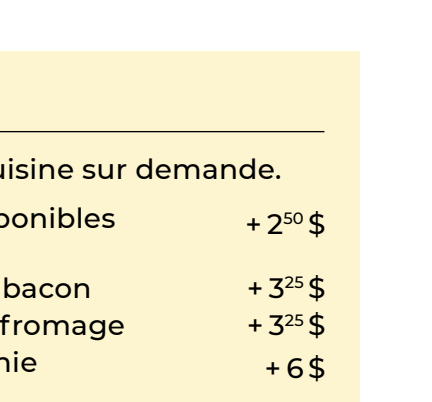 uisine sur demande.
ponibles +2⁵⁰ $
bacon +3²⁵ $
fromage +3²⁵ $
nie +6 $